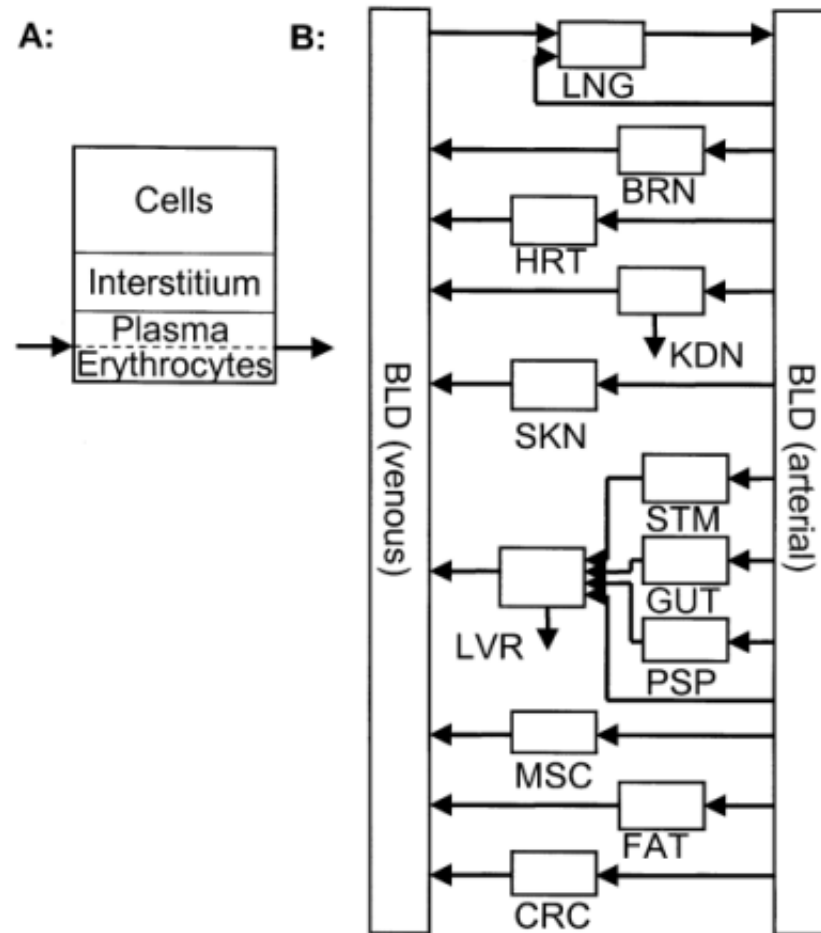 A:
B:
Cells
Interstitium
Plasma
Erythrocytes
BLD (venous)
LNG
BRN
HRT
KDN
SKN
STM
GUT
LVR
PSP
MSC
FAT
CRC
BLD (arterial)